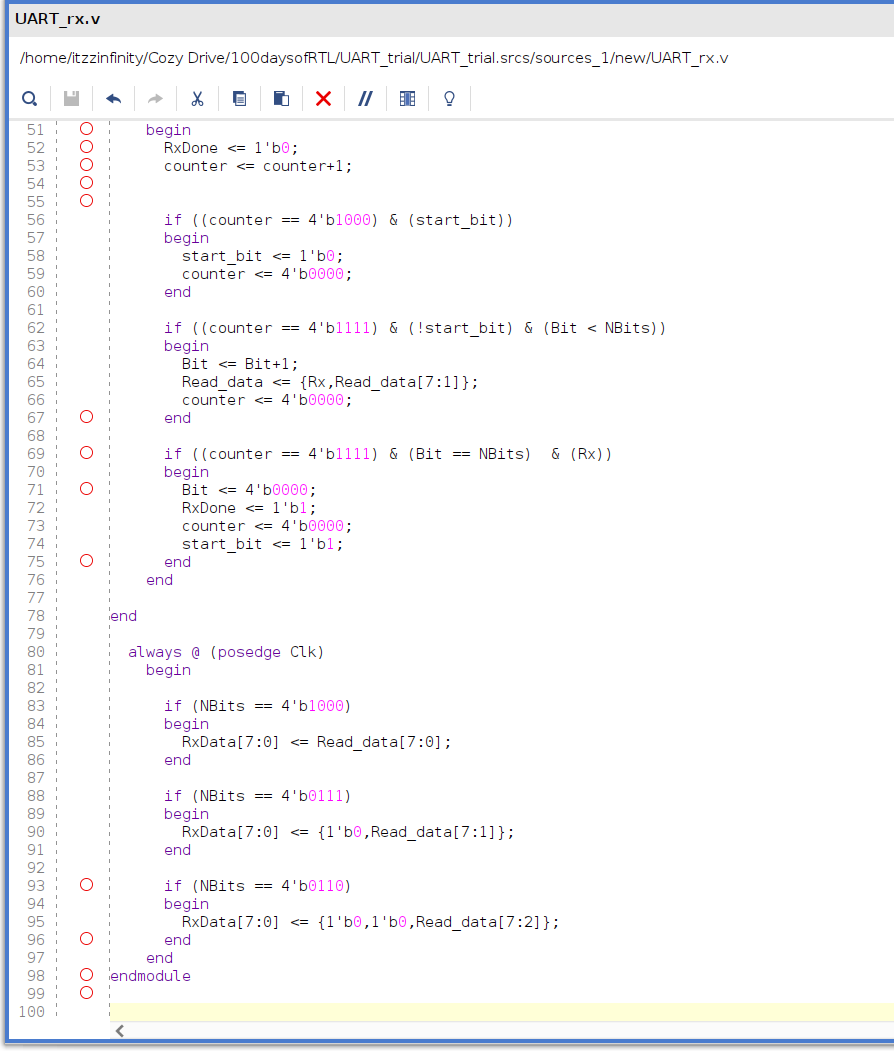 UART_rx.v
/home/itzzinfinity/Cozy Drive/100daysofRTL/UART_trial/UART_trial.srcs/sources_1/new/UART_rx.v
51 begin
52 RxDone <= 1'b0;
53 counter <= counter+1;
54
55
56 if ((counter == 4'b1000) & (start_bit))
57 begin
58 start_bit <= 1'b0;
59 counter <= 4'b0000;
60 end
61
62 if ((counter == 4'b1111) & (!start_bit) & (Bit < NBits))
63 begin
64 Bit <= Bit+1;
65 Read_data <= {Rx,Read_data[7:1]};
66 counter <= 4'b0000;
67 end
68
69 if ((counter == 4'b1111) & (Bit == NBits)  & (Rx))
70 begin
71 Bit <= 4'b0000;
72 RxDone <= 1'b1;
73 counter <= 4'b0000;
74 start_bit <= 1'b1;
75 end
76 end
77
78 end
79
80 always @ (posedge Clk)
81 begin
82
83 if (NBits == 4'b1000)
84 begin
85 RxData[7:0] <= Read_data[7:0];
86 end
87
88 if (NBits == 4'b0111)
89 begin
90 RxData[7:0] <= {1'b0,Read_data[7:1]};
91 end
92
93 if (NBits == 4'b0110)
94 begin
95 RxData[7:0] <= {1'b0,1'b0,Read_data[7:2]};
96 end
97 end
98 endmodule
99
100